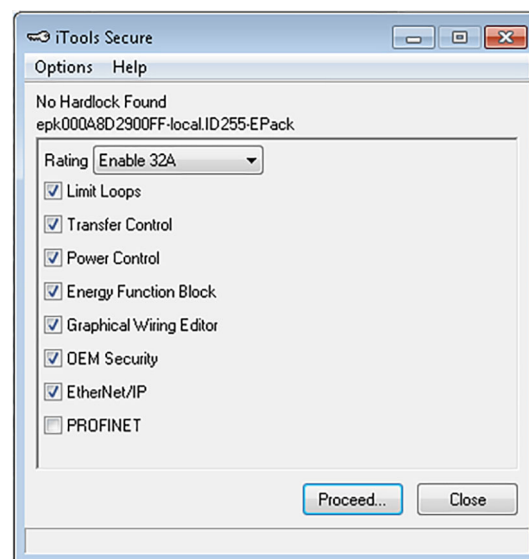 iTools Secure
Options Help
No Hardlock Found
epk000A8D2900FF-local.ID255-EPack
Rating Enable 32A
Limit Loops
Transfer Control
Power Control
Energy Function Block
Graphical Wiring Editor
OEM Security
EtherNet/IP
PROFINET
Proceed... Close